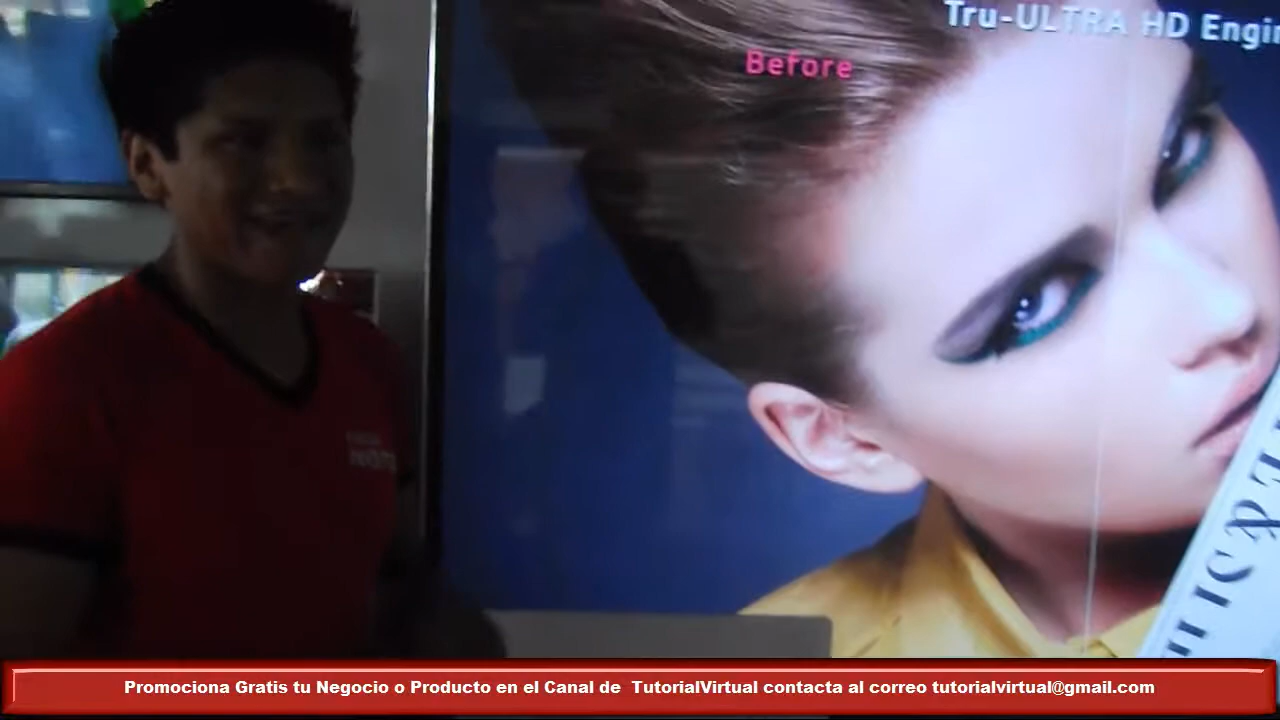 Tru-ULTRA HD Engin
Before
Promociona Gratis tu Negocio o Producto en el Canal de TutorialVirtual contacta al correo tutorialvirtual@gmail.com